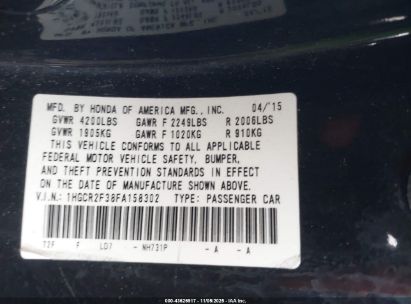 MFD. BY HONDA OF AMERICA MFG., INC. 04/15
GVWR 4200LBS GAWR F 2249LBS R 2006LBS
GVWR 1905KG GAWR F 1020KG R 910KG
THIS VEHICLE CONFORMS TO ALL APPLICABLE
FEDERAL MOTOR VEHICLE SAFETY, BUMPER,
AND THEFT PREVENTION STANDARDS IN EFFECT
ON THE DATE OF MANUFACTURE SHOWN ABOVE.
V.I.N.: 1HGCR2F38FA158302 TYPE: PASSENGER CAR
NH731P - A - A